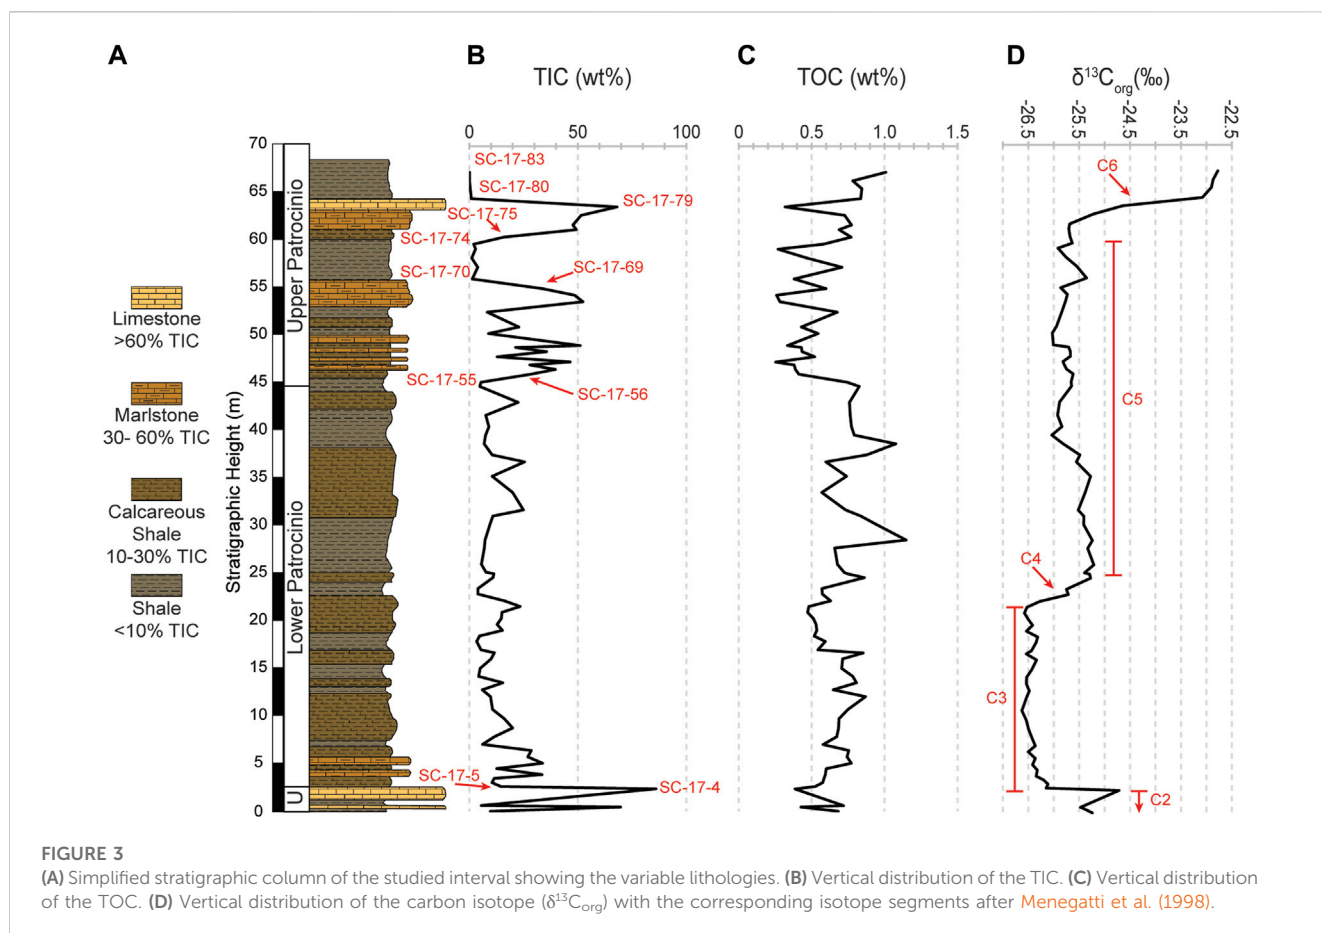 A
B
C
D
TIC (wt%)
TOC (wt%)
δ¹³Corg(‰)
0
50
100
0
0.5
1.0
1.5
-26.5
-25.5
-24.5
-23.5
-22.5
70
65
60
55
50
45
40
35
30
25
20
15
10
5
0
Stratigraphic Height (m)
Upper Patrocinio
Lower Patrocinio
U
Limestone
>60% TIC
Marlstone
30- 60% TIC
Calcareous
Shale
10-30% TIC
Shale
<10% TIC
SC-17-83
SC-17-80
SC-17-79
SC-17-75
SC-17-74
SC-17-69
SC-17-70
SC-17-55
SC-17-56
SC-17-5
SC-17-4
C6
C5
C4
C3
C2
FIGURE 3
(A) Simplified stratigraphic column of the studied interval showing the variable lithologies. (B) Vertical distribution of the TIC. (C) Vertical distribution
of the TOC. (D) Vertical distribution of the carbon isotope (δ¹³Corg) with the corresponding isotope segments after Menegatti et al. (1998).